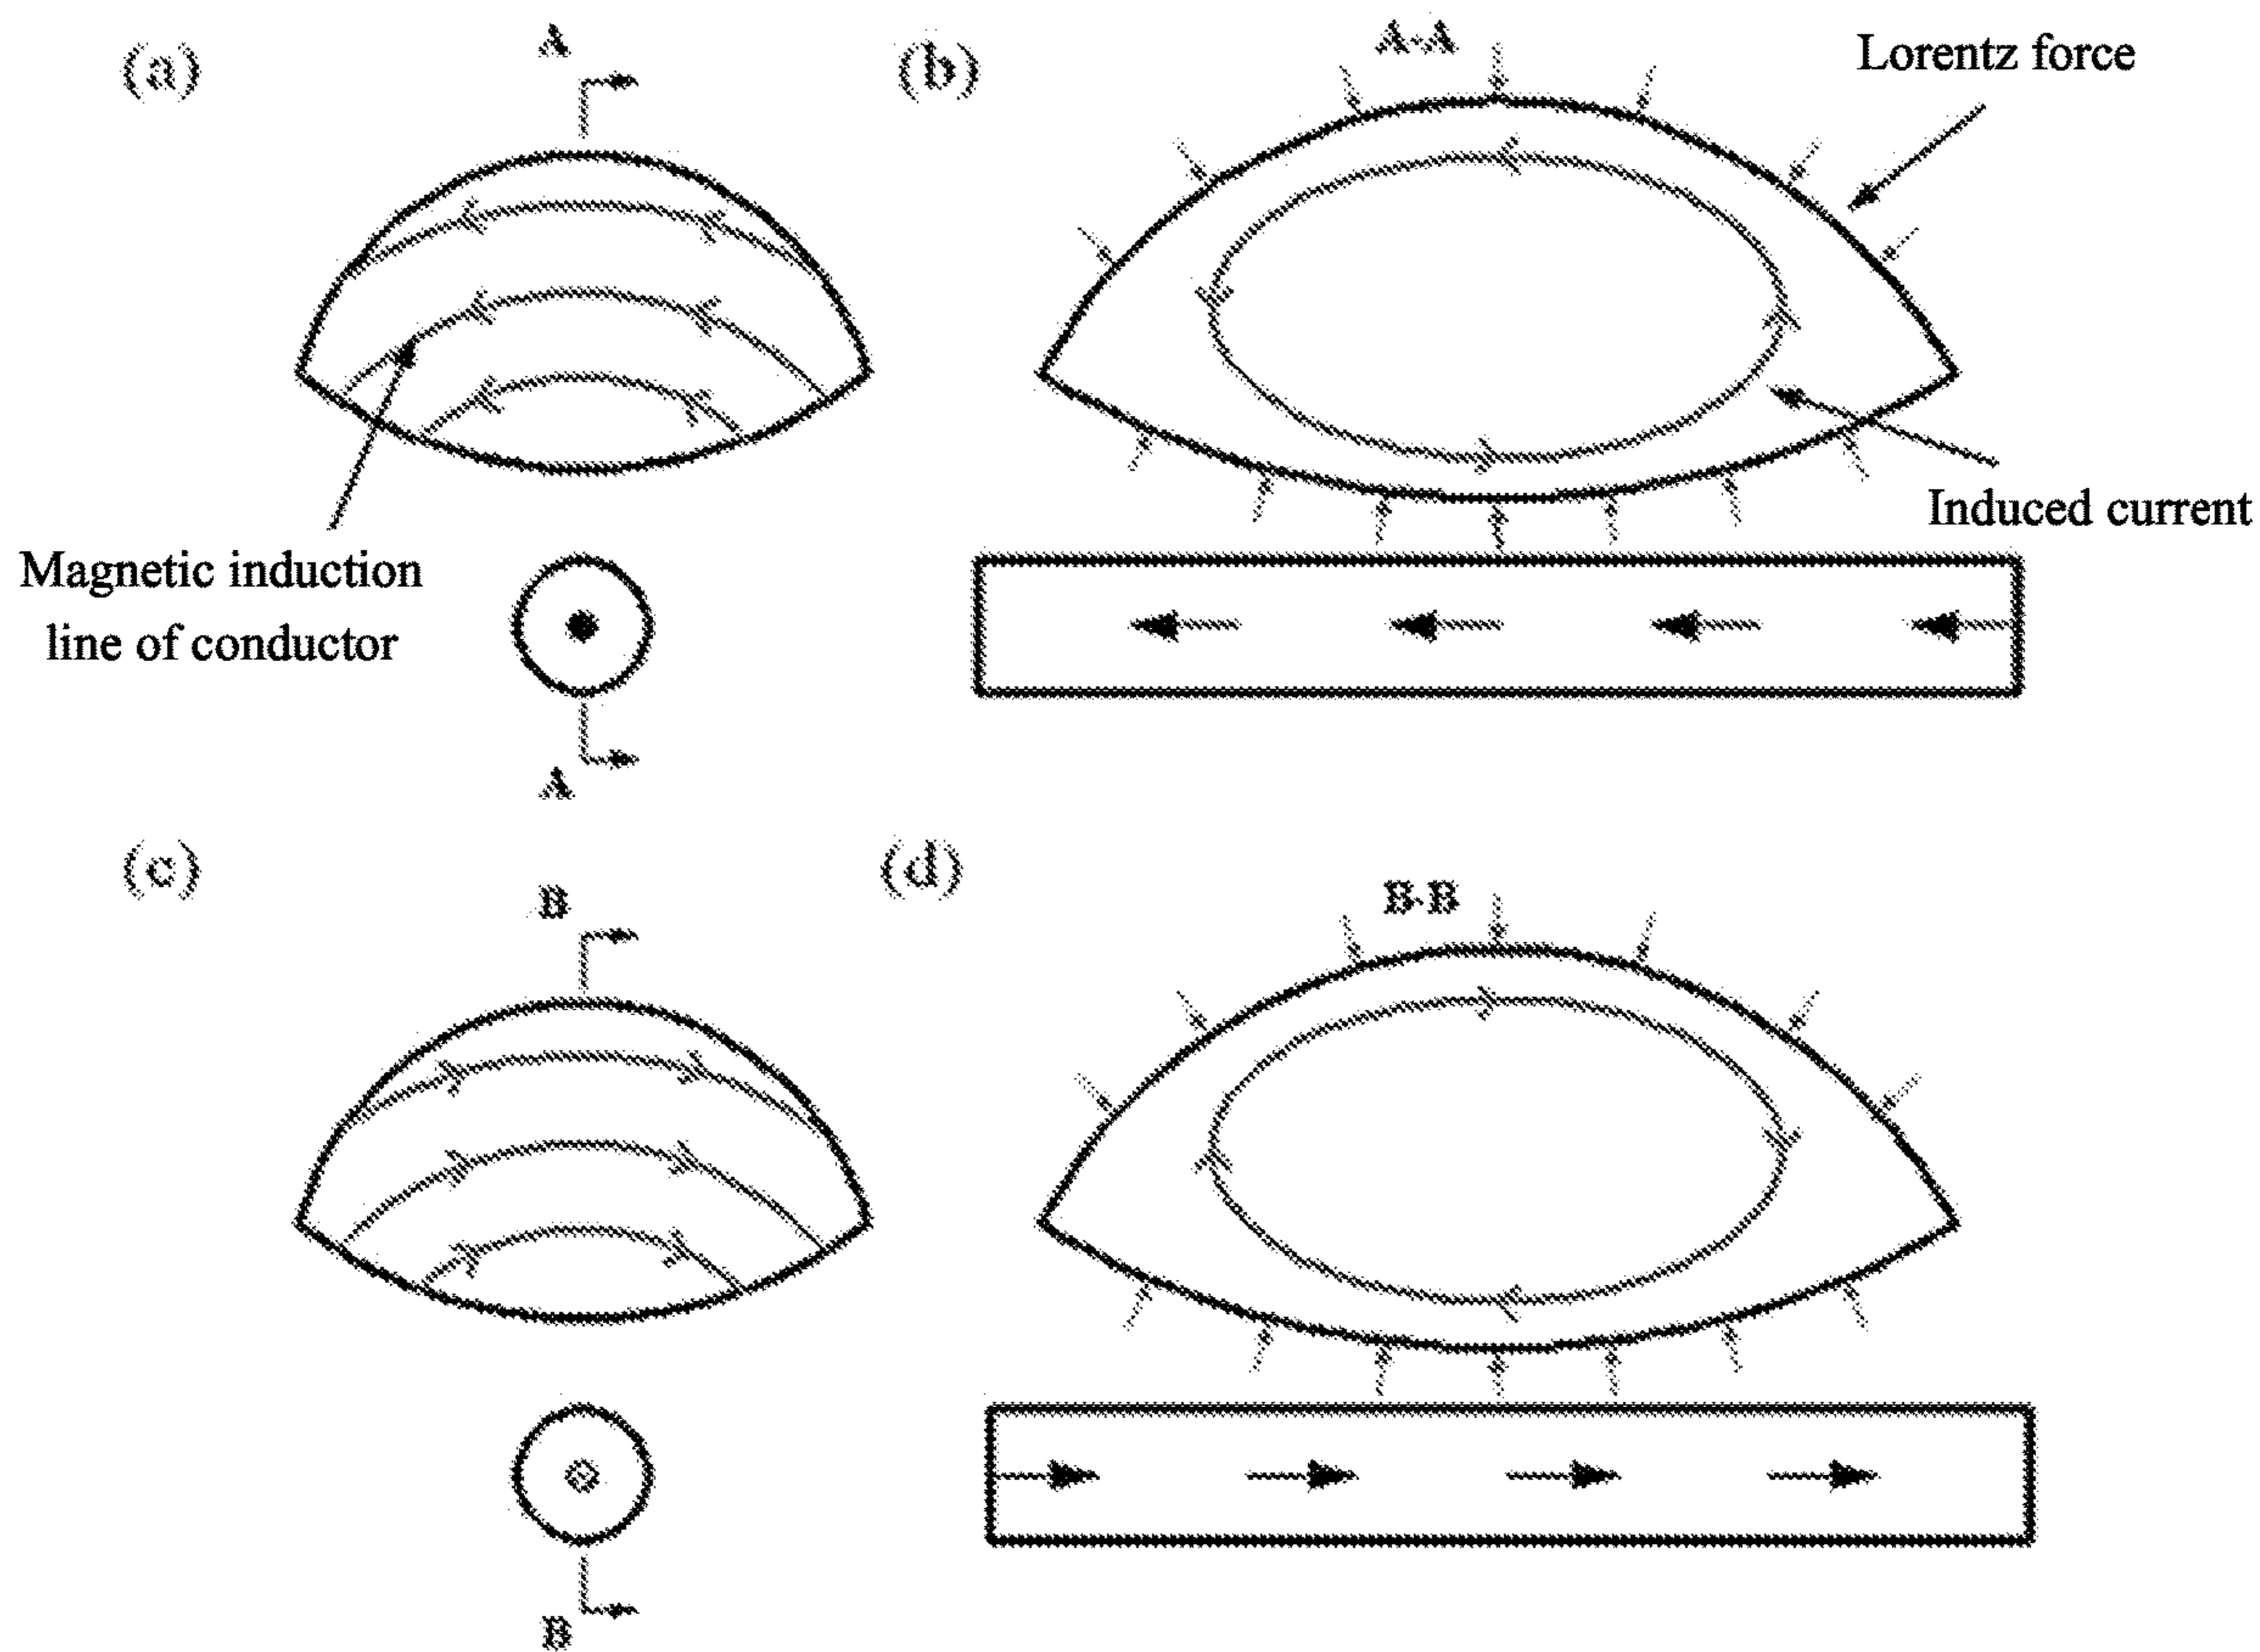 (a)
A
(b)
A-A
Lorentz force
Induced current
Magnetic induction
line of conductor
A
(c)
B
(d)
B-B
B